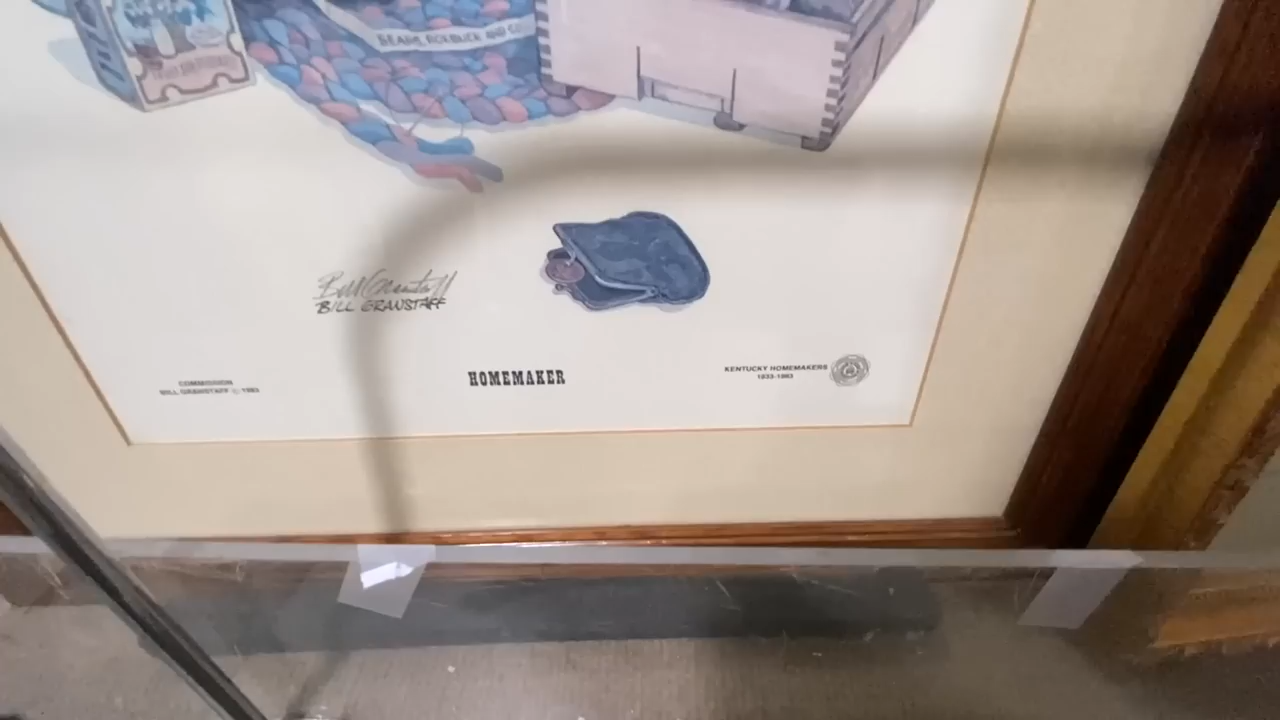 SEARS, ROEBUCK AND CO.
Bill Granstaff
BILL GRANSTAFF
COMMISSION
BILL GRANSTAFF © 1983
HOMEMAKER
KENTUCKY HOMEMAKERS
1933-1983